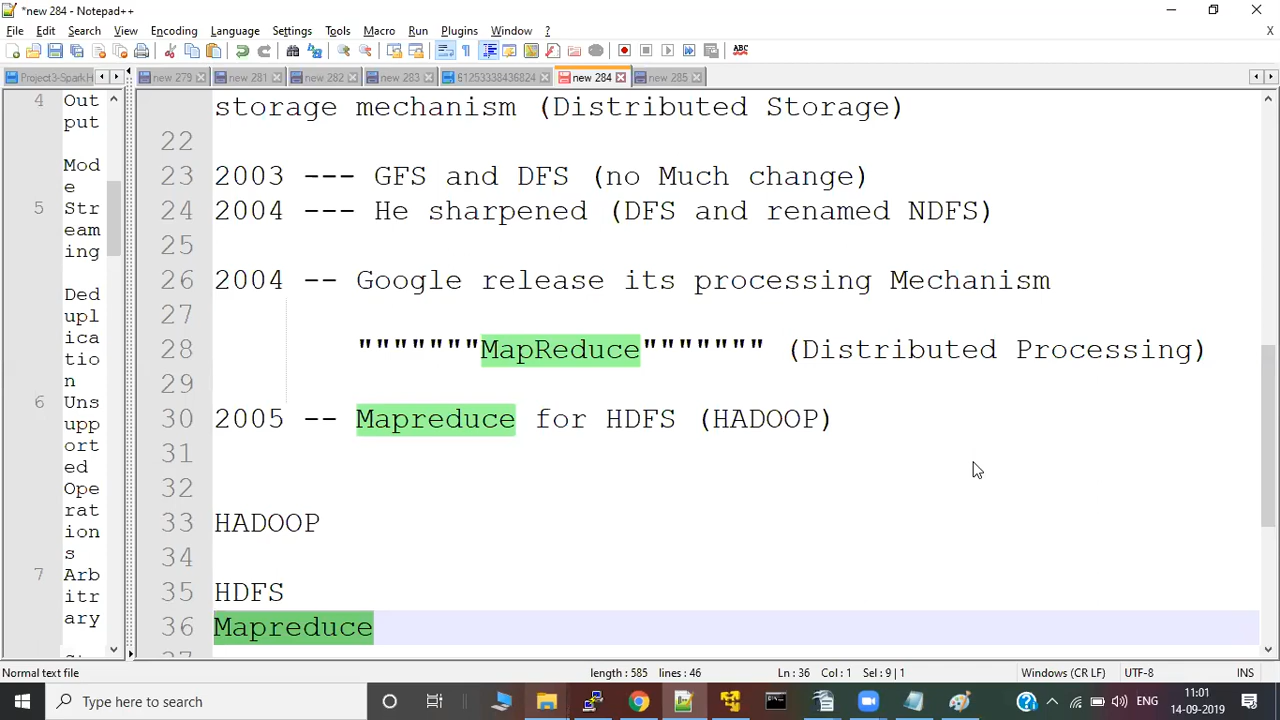 *new 284 - Notepad++
File Edit Search View Encoding Language Settings Tools Macro Run Plugins Window ?
X
Project3-SparkH new 279 new 281 new 282 new 283 61253338436824 new 284 new 285
4 Out
put
Mod
e
5 Str
eam
ing
Ded
upl
ica
tio
n
6 Uns
upp
ort
ed
Ope
rat
ion
s
7 Arb
itr
ary
storage mechanism (Distributed Storage)
22
23 2003 --- GFS and DFS (no Much change)
24 2004 --- He sharpened (DFS and renamed NDFS)
25
26 2004 -- Google release its processing Mechanism
27
28 """""""MapReduce""""""" (Distributed Processing)
29
30 2005 -- Mapreduce for HDFS (HADOOP)
31
32
33 HADOOP
34
35 HDFS
36 Mapreduce
Normal text file length : 585 lines : 46 Ln : 36 Col : 1 Sel : 9 | 1 Windows (CR LF) UTF-8 INS
Type here to search
ENG
11:01
14-09-2019